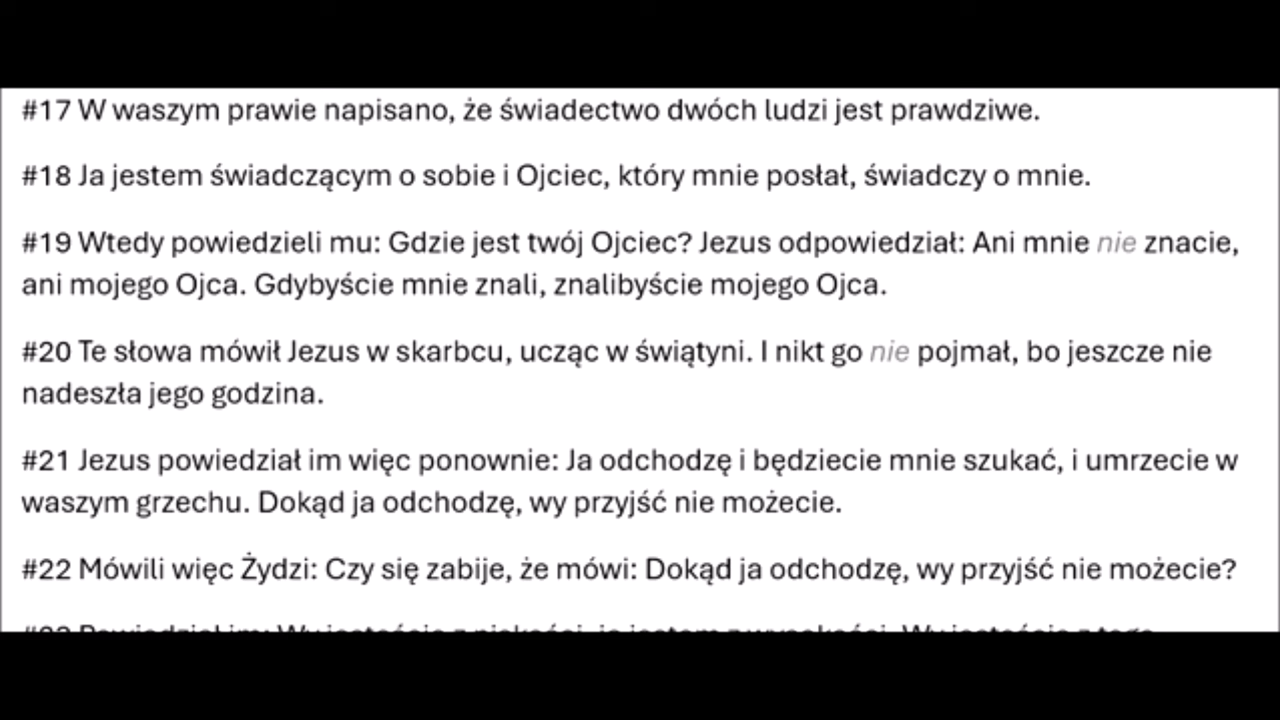 #17 W waszym prawie napisano, że świadectwo dwóch ludzi jest prawdziwe.
#18 Ja jestem świadczącym o sobie i Ojciec, który mnie posłał, świadczy o mnie.
#19 Wtedy powiedzieli mu: Gdzie jest twój Ojciec? Jezus odpowiedział: Ani mnie nie znacie,
ani mojego Ojca. Gdybyście mnie znali, znalibyście mojego Ojca.
#20 Te słowa mówił Jezus w skarbcu, ucząc w świątyni. I nikt go nie pojmał, bo jeszcze nie
nadeszła jego godzina.
#21 Jezus powiedział im więc ponownie: Ja odchodzę i będziecie mnie szukać, i umrzecie w
waszym grzechu. Dokąd ja odchodzę, wy przyjść nie możecie.
#22 Mówili więc Żydzi: Czy się zabije, że mówi: Dokąd ja odchodzę, wy przyjść nie możecie?